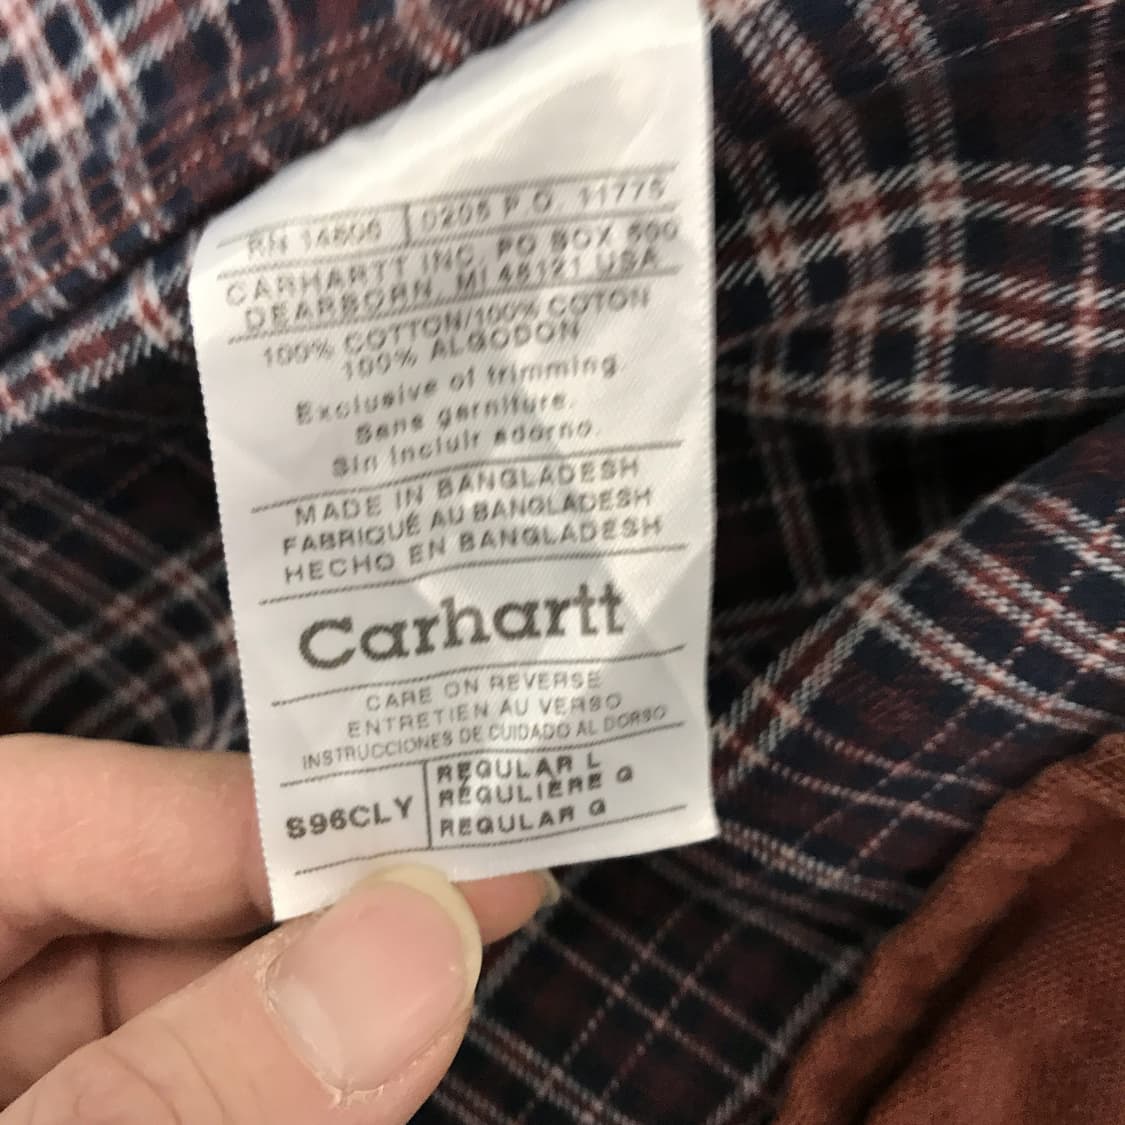 RN 14806 0205 P.O. 11775
CARHARTT INC. PO BOX 600
DEARBORN, MI 48121 USA
100% COTTON/100% COTON
100% ALGODON
Exclusive of trimming.
Sans garniture.
Sin incluir adorno.
MADE IN BANGLADESH
FABRIQUÉ AU BANGLADESH
HECHO EN BANGLADESH
Carhartt
CARE ON REVERSE
ENTRETIEN AU VERSO
INSTRUCCIONES DE CUIDADO AL DORSO
S96CLY
REGULAR L
RÉGULIÈRE G
REGULAR G